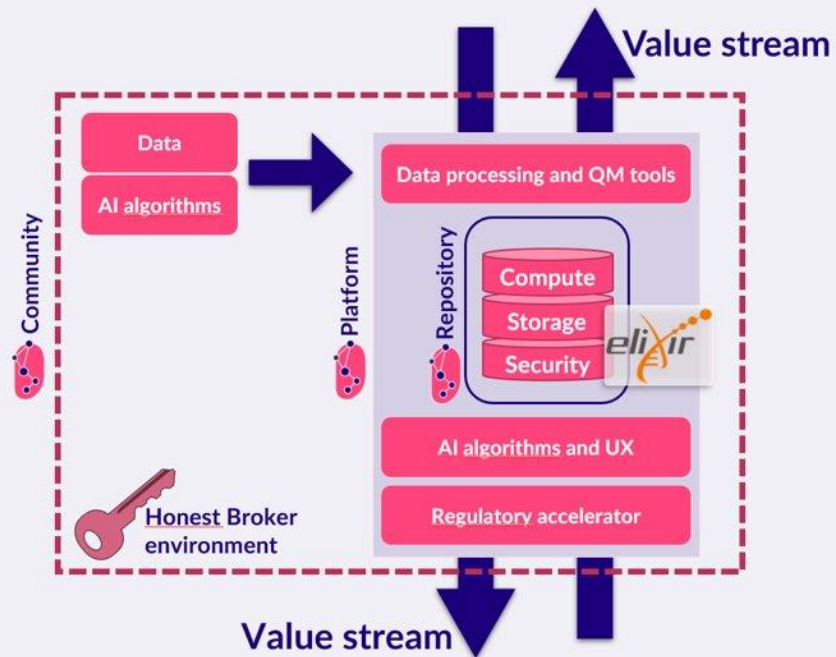 Value stream
Data
AI algorithms
Data processing and QM tools
Community
Platform
Repository
Compute
Storage
Security
elixir
AI algorithms and UX
Regulatory accelerator
Honest Broker
environment
Value stream